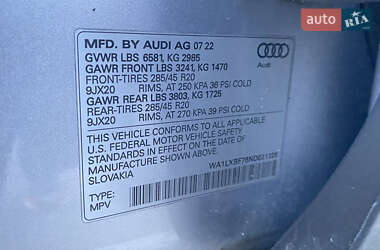 auto.RIA.com
MFD. BY AUDI AG 07 22
GVWR LBS 6581, KG 2985
GAWR FRONT LBS 3241, KG 1470
FRONT-TIRES 285/45 R20
9JX20 RIMS, AT 250 KPA 36 PSI COLD
GAWR REAR LBS 3803, KG 1725
REAR-TIRES 285/45 R20
9JX20 RIMS, AT 270 KPA 39 PSI COLD
Audi
THIS VEHICLE CONFORMS TO ALL APPLICABLE
U.S. FEDERAL MOTOR VEHICLE SAFETY
STANDARDS IN EFFECT ON THE DATE OF
MANUFACTURE SHOWN ABOVE.
SLOVAKIA
TYPE:
MPV